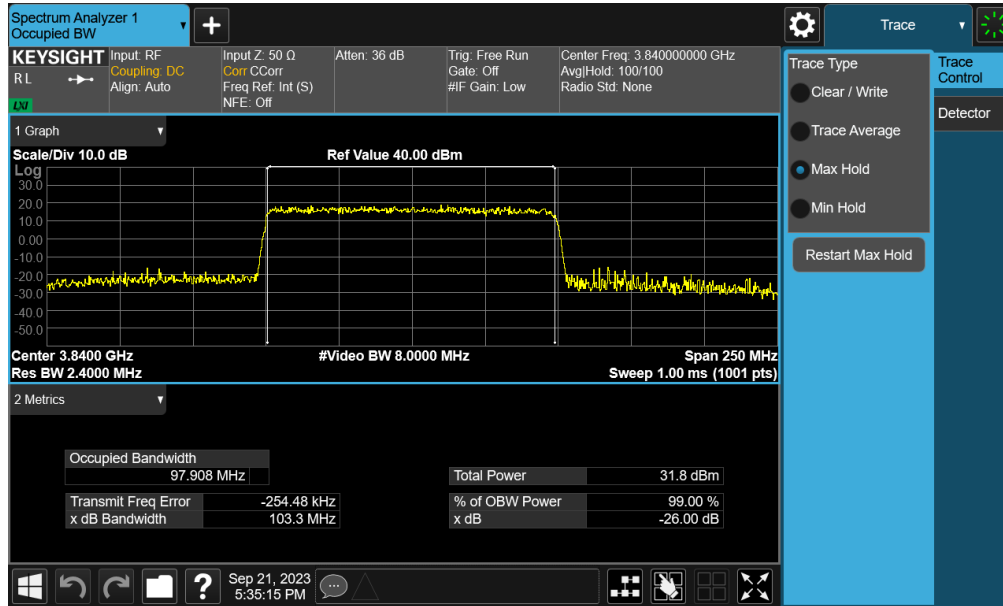 Spectrum Analyzer 1
Occupied BW
+
Trace
KEYSIGHT
R L
LXI
Input: RF
Coupling: DC
Align: Auto
Input Z: 50 Ω
Corr CCorr
Freq Ref: Int (S)
NFE: Off
Atten: 36 dB
Trig: Free Run
Gate: Off
#IF Gain: Low
Center Freq: 3.840000000 GHz
Avg|Hold: 100/100
Radio Std: None
1 Graph
Scale/Div 10.0 dB
Ref Value 40.00 dBm
Log
30.0
20.0
10.0
0.00
-10.0
-20.0
-30.0
-40.0
-50.0
Center 3.8400 GHz
#Video BW 8.0000 MHz
Span 250 MHz
Res BW 2.4000 MHz
Sweep 1.00 ms (1001 pts)
2 Metrics
Occupied Bandwidth
97.908 MHz
Total Power 31.8 dBm
Transmit Freq Error -254.48 kHz
% of OBW Power 99.00 %
x dB Bandwidth 103.3 MHz
x dB -26.00 dB
Trace Type
Clear / Write
Trace Average
Max Hold
Min Hold
Restart Max Hold
Trace
Control
Detector
?
Sep 21, 2023
5:35:15 PM